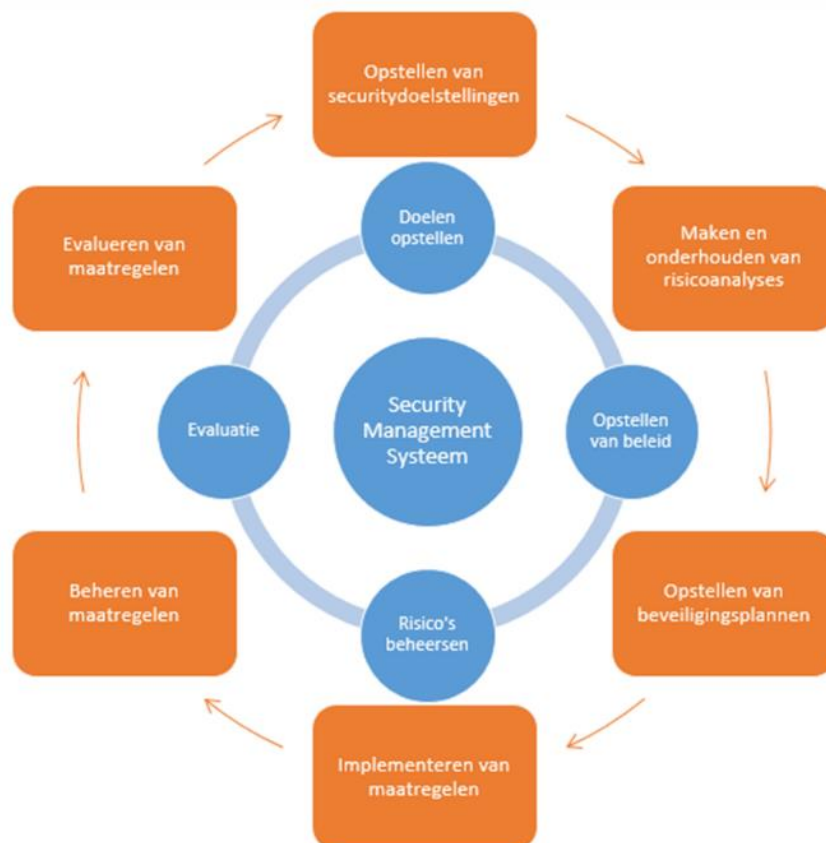 Opstellen van
securitydoelstellingen
Maken en
onderhouden van
risicoanalyses
Opstellen van
beveiligingsplannen
Implementeren van
maatregelen
Beheren van
maatregelen
Evalueren van
maatregelen
Doelen
opstellen
Opstellen
van beleid
Risico's
beheersen
Evaluatie
Security
Management
Systeem